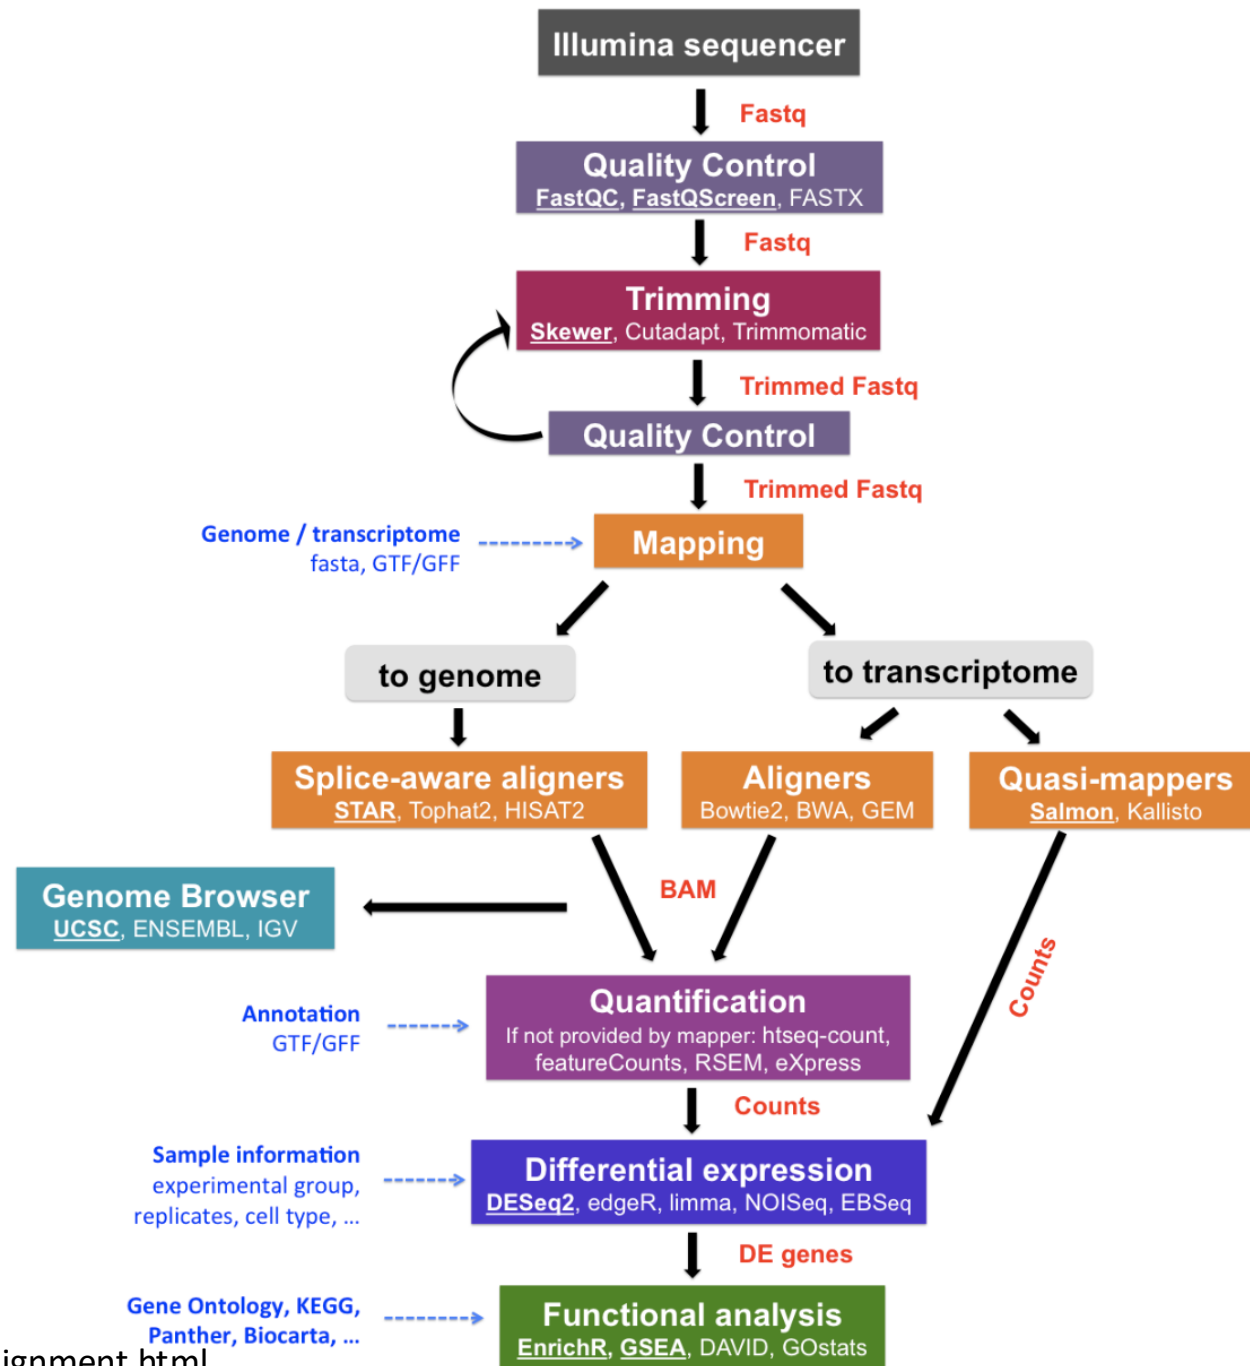 Illumina sequencer
Fastq
Quality Control
FastQC, FastQScreen, FASTX
Fastq
Trimming
Skewer, Cutadapt, Trimmomatic
Trimmed Fastq
Quality Control
Trimmed Fastq
Genome / transcriptome
fasta, GTF/GFF
Mapping
to genome
to transcriptome
Splice-aware aligners
STAR, Tophat2, HISAT2
Aligners
Bowtie2, BWA, GEM
Quasi-mappers
Salmon, Kallisto
BAM
Genome Browser
UCSC, ENSEMBL, IGV
Counts
Annotation
GTF/GFF
Quantification
If not provided by mapper: htseq-count,
featureCounts, RSEM, eXpress
Counts
Sample information
experimental group,
replicates, cell type, ...
Differential expression
DESeq2, edgeR, limma, NOISeq, EBSeq
DE genes
Gene Ontology, KEGG,
Panther, Biocarta, ...
Functional analysis
EnrichR, GSEA, DAVID, GOstats